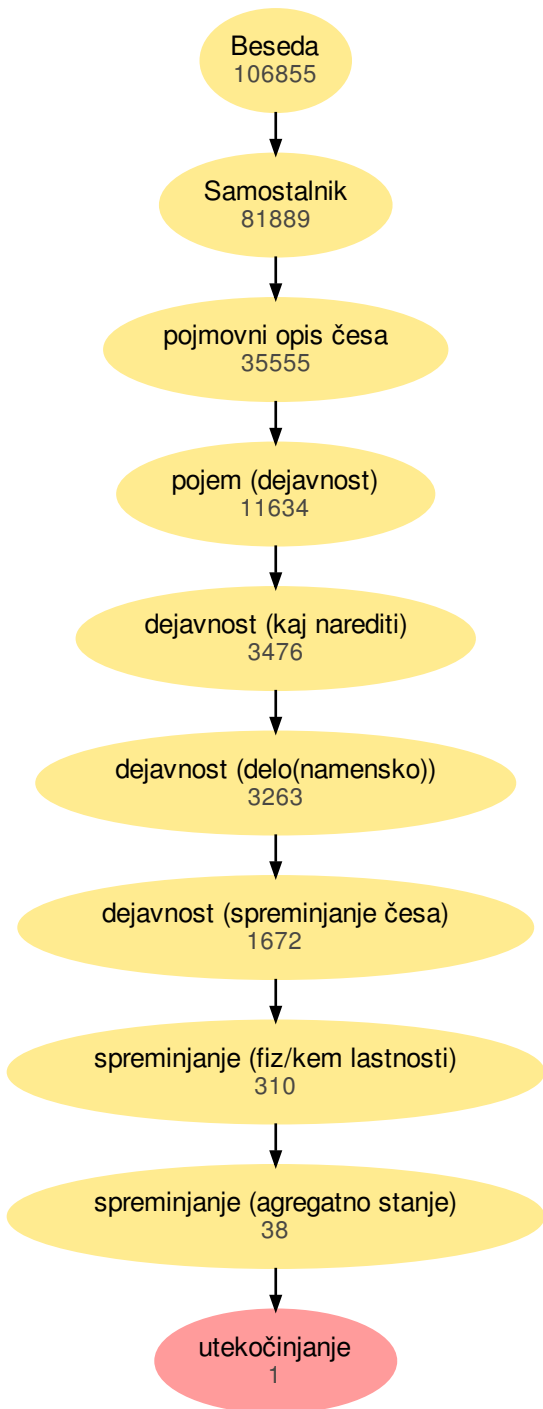 Beseda
106855
Samostalnik
81889
pojmovni opis česa
35555
pojem (dejavnost)
11634
dejavnost (kaj narediti)
3476
dejavnost (delo(namensko))
3263
dejavnost (spreminjanje česa)
1672
spreminjanje (fiz/kem lastnosti)
310
spreminjanje (agregatno stanje)
38
utekočinjanje
1